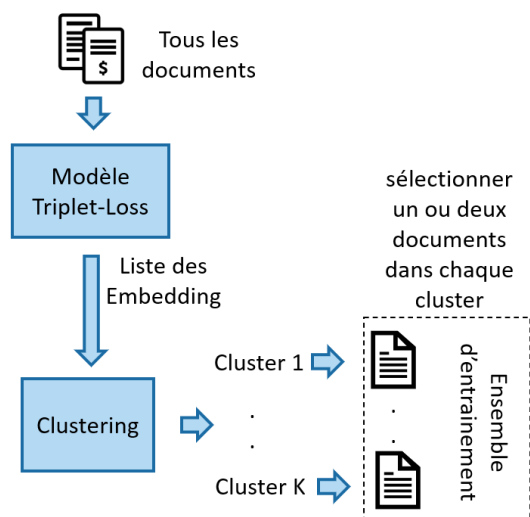 Tous les
documents
$
Modèle
Triplet-Loss
Liste des
Embedding
Clustering
Cluster 1
.
.
Cluster K
sélectionner
un ou deux
documents
dans chaque
cluster
.
.
Ensemble
d'entrainement